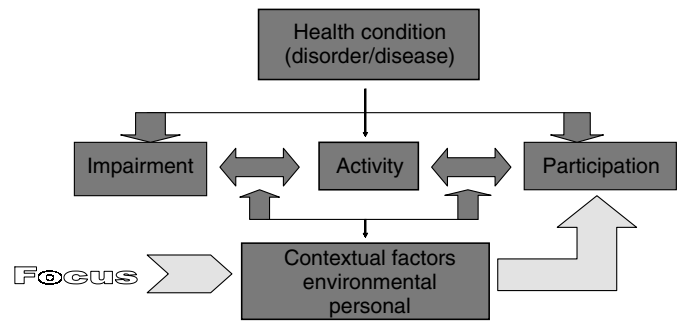 Health condition
(disorder/disease)
Impairment
Activity
Participation
Focus
Contextual factors
environmental
personal